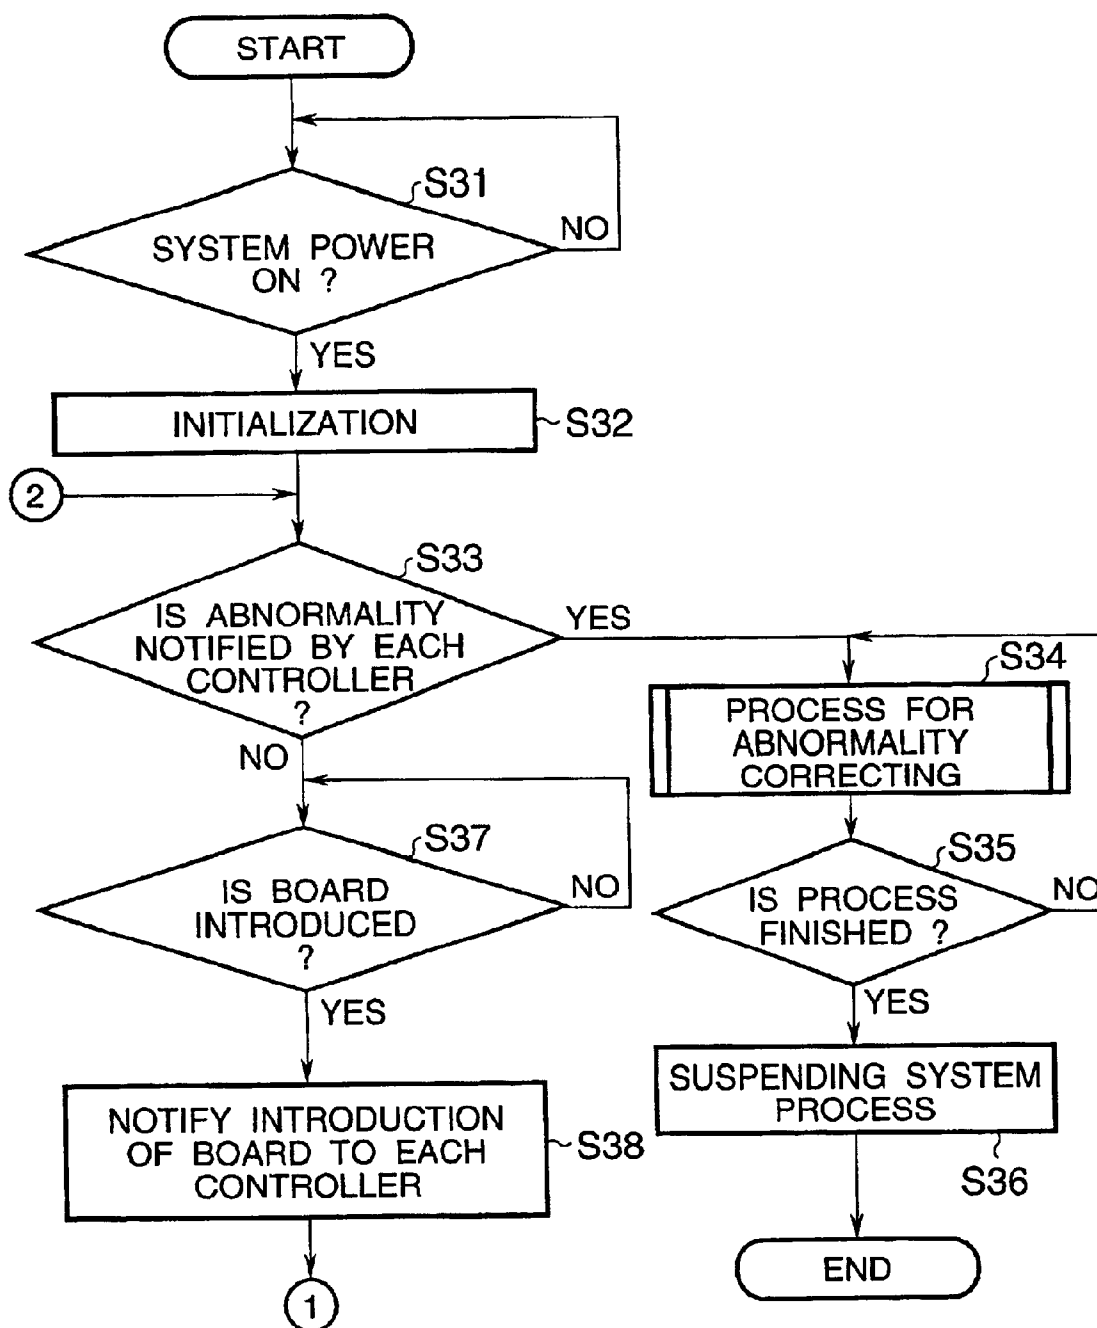 START
S31
SYSTEM POWER
ON ?
NO
YES
INITIALIZATION
S32
2
S33
IS ABNORMALITY
NOTIFIED BY EACH
CONTROLLER
?
YES
NO
S34
PROCESS FOR
ABNORMALITY
CORRECTING
S37
IS BOARD
INTRODUCED
?
NO
YES
S35
IS PROCESS
FINISHED ?
NO
YES
NOTIFY INTRODUCTION
OF BOARD TO EACH
CONTROLLER
S38
SUSPENDING SYSTEM
PROCESS
S36
END
1